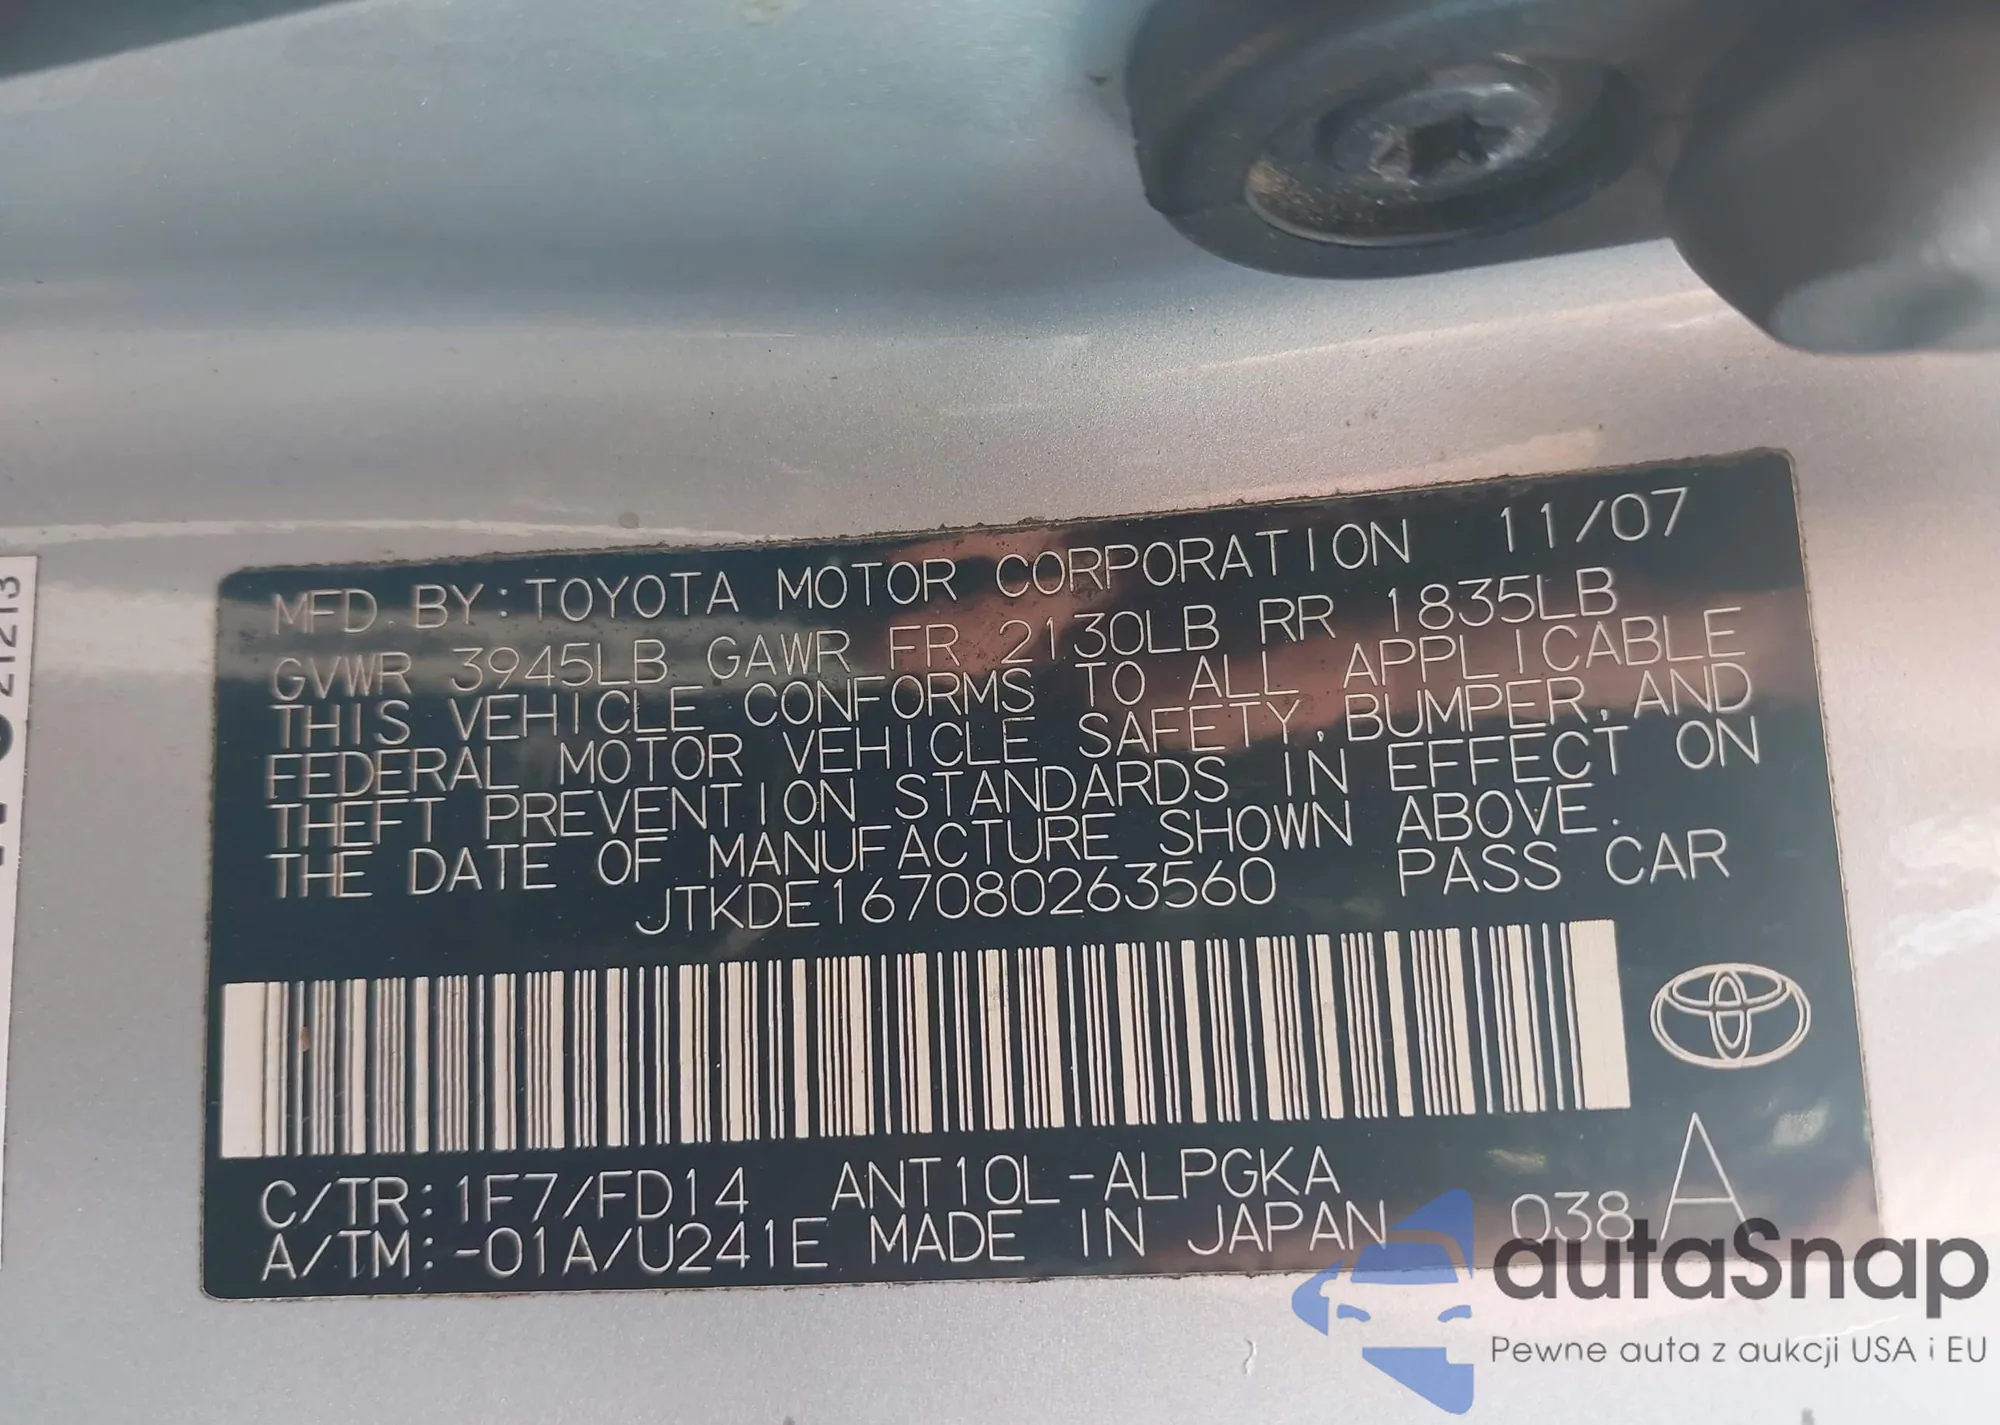 MFD. BY: TOYOTA MOTOR CORPORATION 11/07
GVWR 3945LB GAWR FR 2130LB RR 1835LB
THIS VEHICLE CONFORMS TO ALL APPLICABLE
FEDERAL MOTOR VEHICLE SAFETY, BUMPER, AND
THEFT PREVENTION STANDARDS IN EFFECT ON
THE DATE OF MANUFACTURE SHOWN ABOVE.
JTKDE167080263560 PASS CAR
C/TR: 1F7/FD14 ANT10L-ALPGKA
A/TM: -01A/U241E MADE IN JAPAN 038 A
21213
autaSnap
Pewne auta z aukcji USA i EU